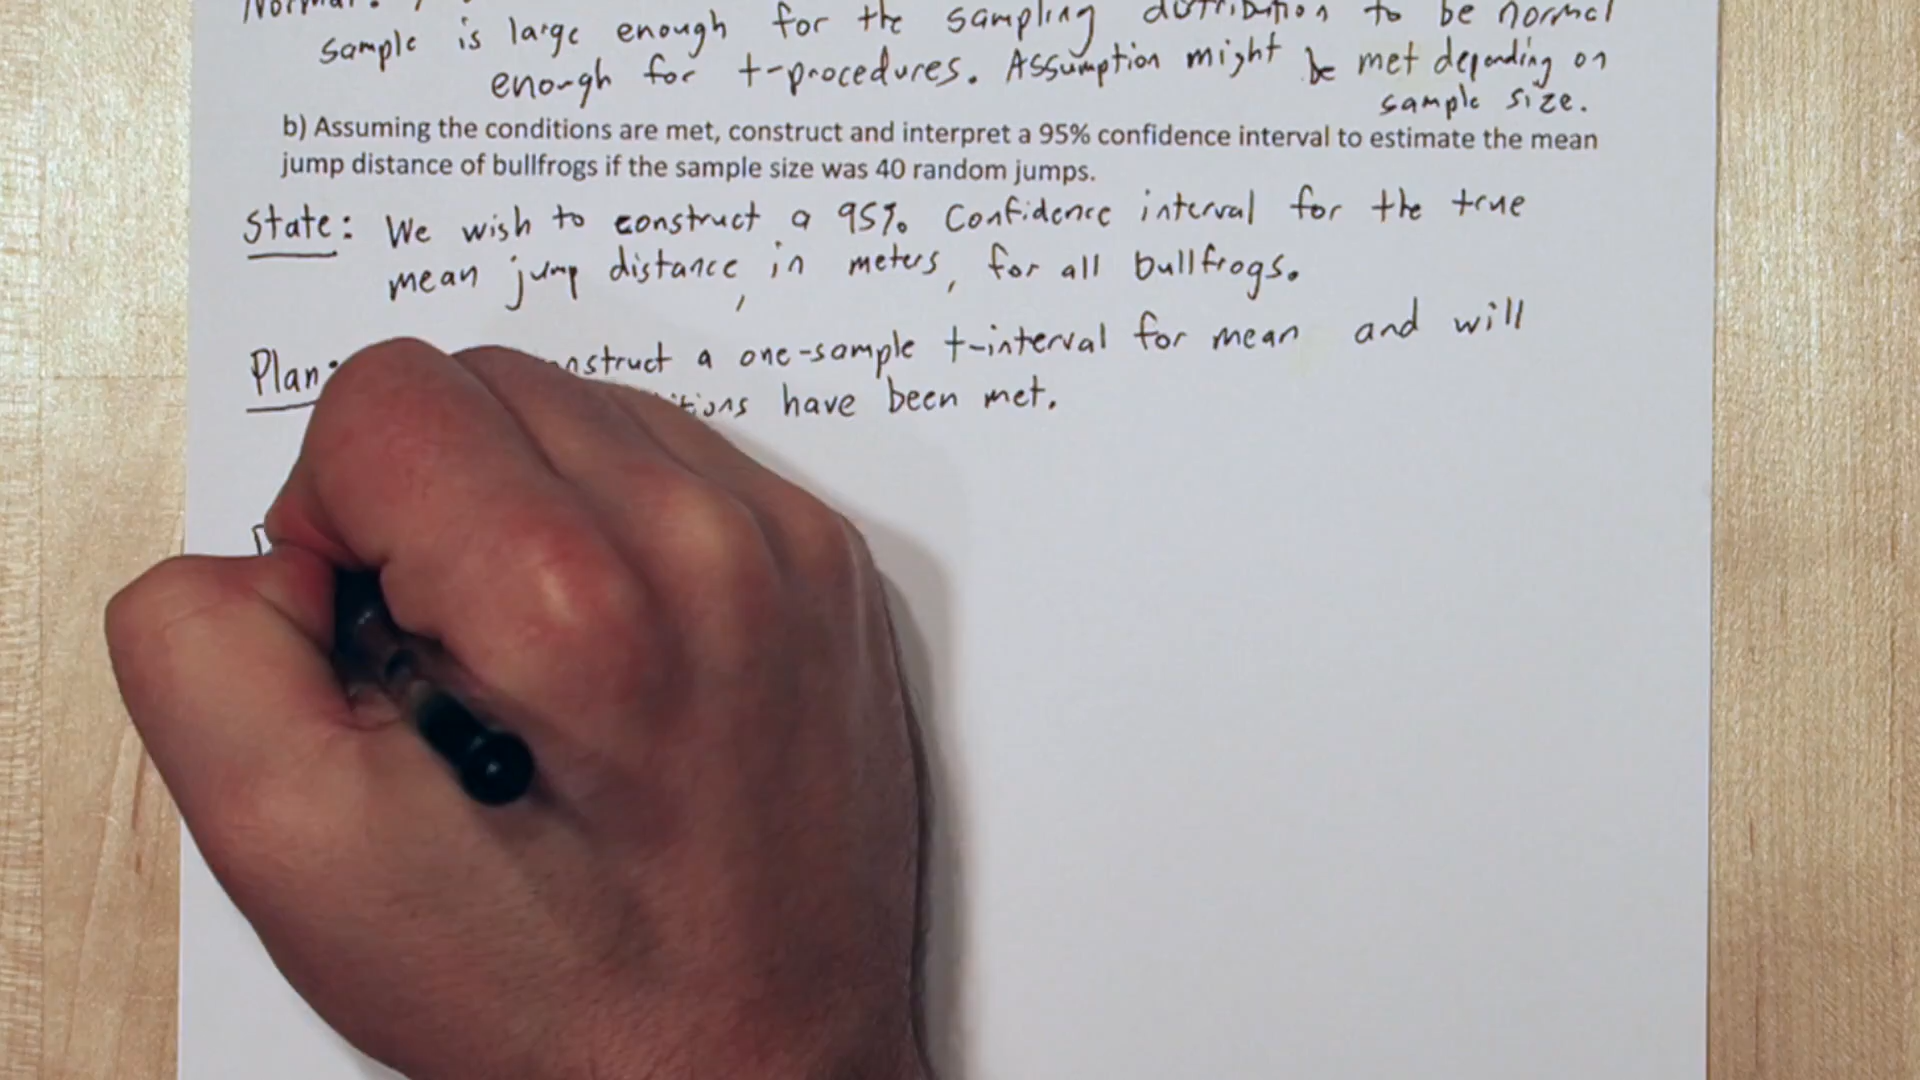 Normal:
sample is large enough for the sampling distribution to be normal
enough for t-procedures. Assumption might be met depending on
sample size.
b) Assuming the conditions are met, construct and interpret a 95% confidence interval to estimate the mean
jump distance of bullfrogs if the sample size was 40 random jumps.
State: We wish to construct a 95% Confidence interval for the true
mean jump distance, in meters, for all bullfrogs.
Plan: a one-sample t-interval for mean and will
have been met.